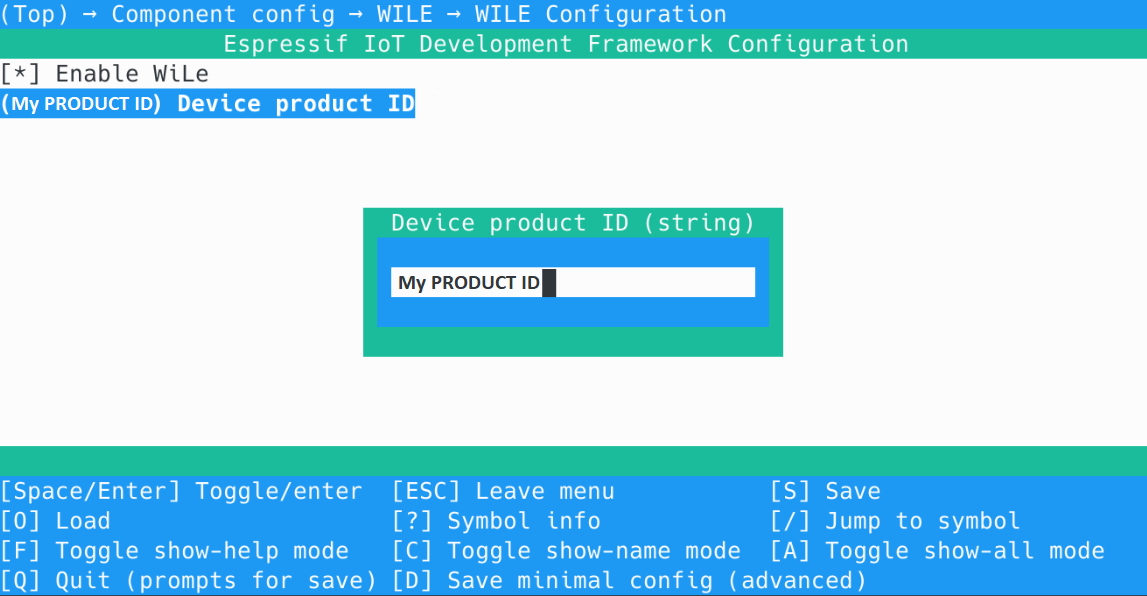 (Top) → Component config → WILE → WILE Configuration
Espressif IoT Development Framework Configuration
[*] Enable WiLe
(My PRODUCT ID) Device product ID
Device product ID (string)
My PRODUCT ID
[Space/Enter] Toggle/enter [ESC] Leave menu [S] Save
[O] Load [?] Symbol info [/] Jump to symbol
[F] Toggle show-help mode [C] Toggle show-name mode [A] Toggle show-all mode
[Q] Quit (prompts for save) [D] Save minimal config (advanced)